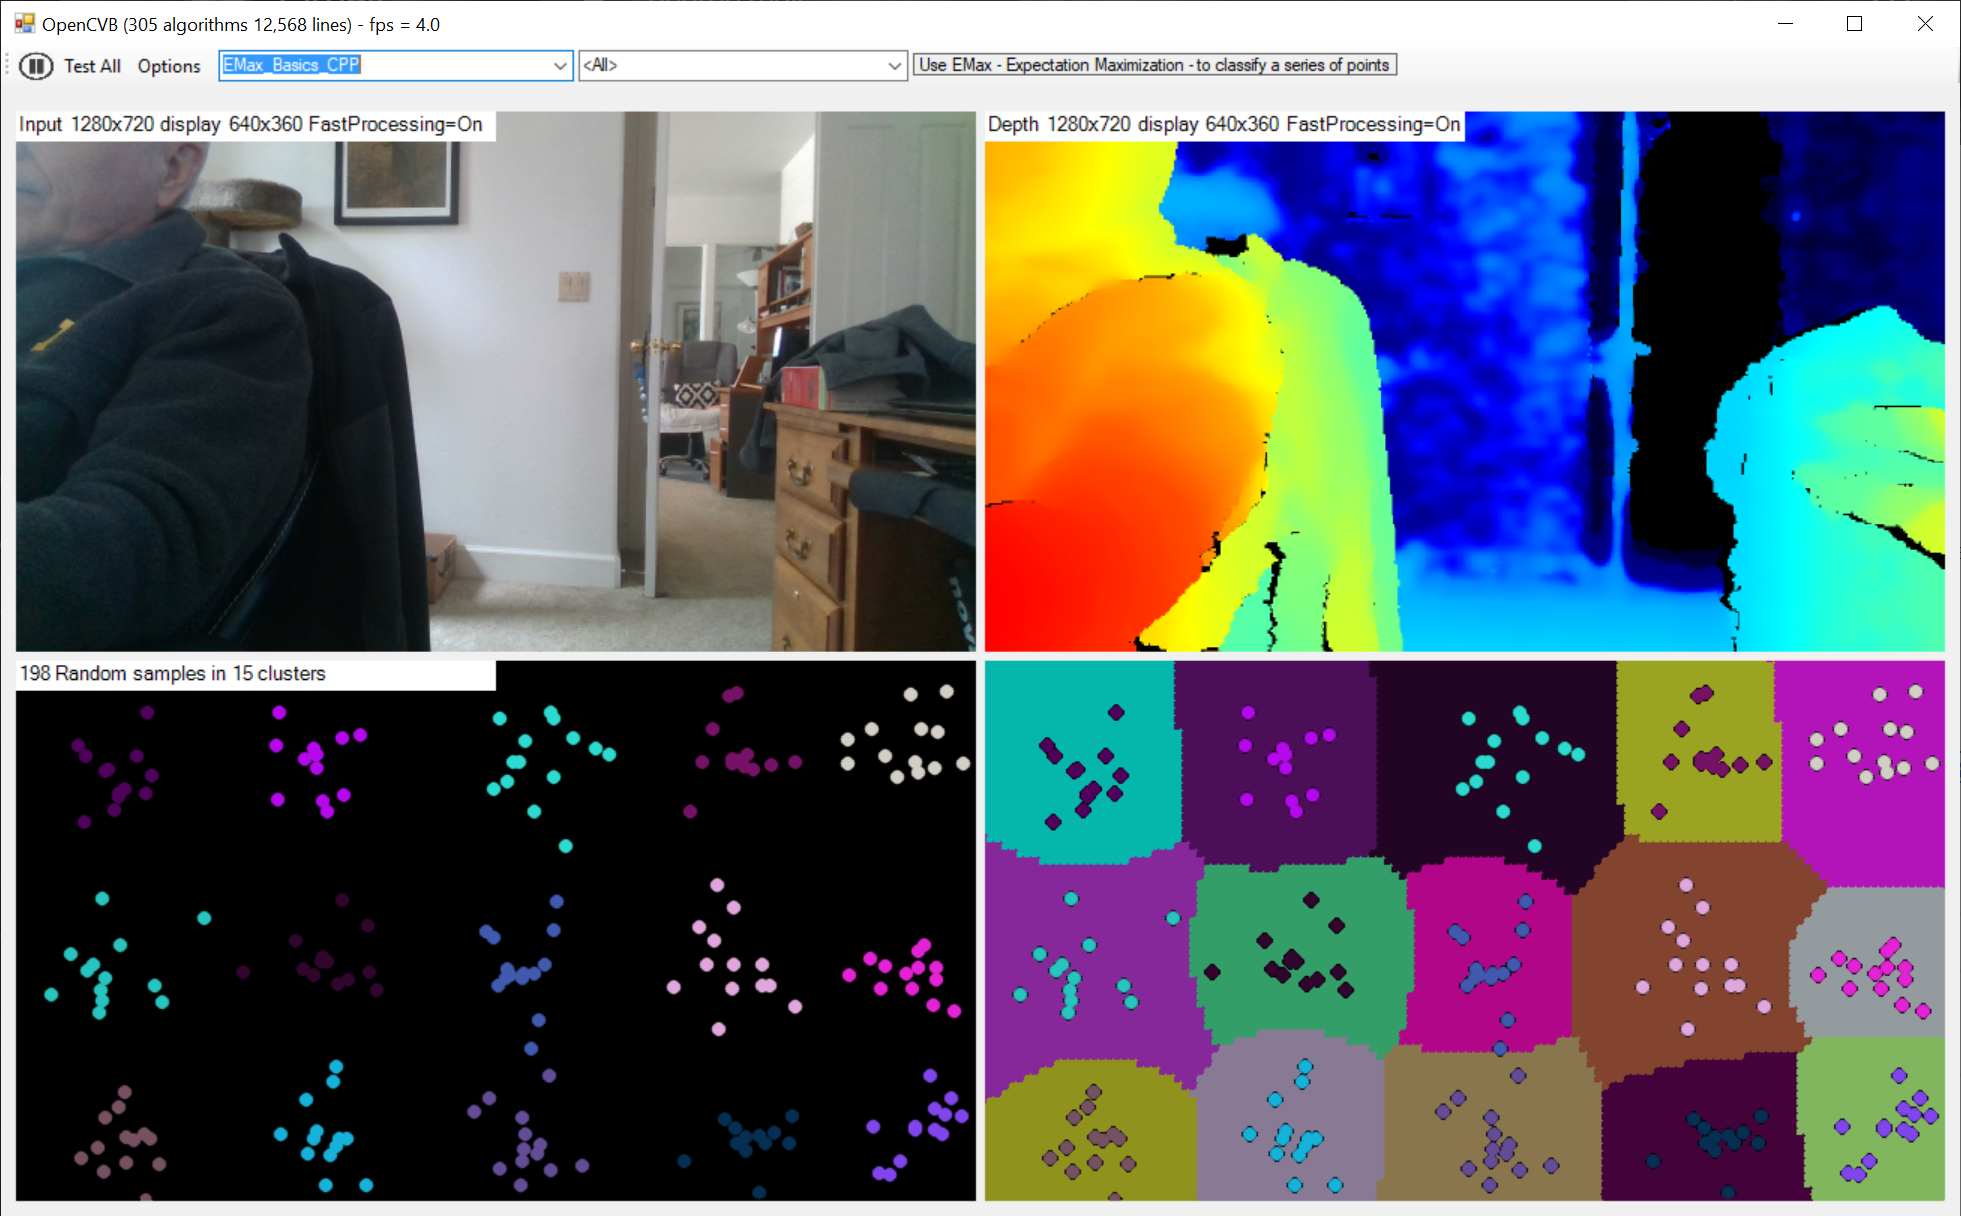 OpenCVB (305 algorithms 12,568 lines) - fps = 4.0
Test All Options EMax_Basics_CPP <All> Use EMax - Expectation Maximization - to classify a series of points
Input 1280x720 display 640x360 FastProcessing=On
Depth 1280x720 display 640x360 FastProcessing=On
198 Random samples in 15 clusters